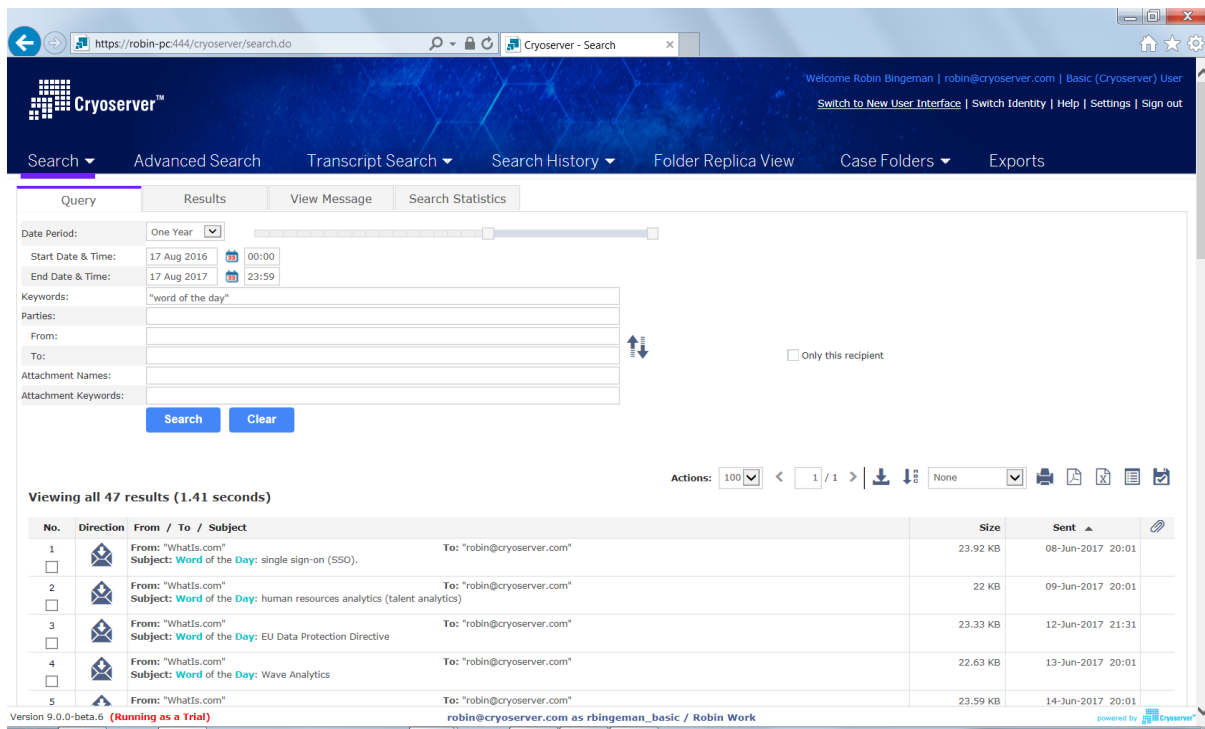 https://robin-pc:444/cryoserver/search.do
Cryoserver - Search
Cryoserver™
Welcome Robin Bingeman | robin@cryoserver.com | Basic (Cryoserver) User
Switch to New User Interface | Switch Identity | Help | Settings | Sign out
Search Advanced Search Transcript Search Search History Folder Replica View Case Folders Exports
Query Results View Message Search Statistics
Date Period: One Year
Start Date & Time: 17 Aug 2016 00:00
End Date & Time: 17 Aug 2017 23:59
Keywords: "word of the day"
Parties:
From:
To: Only this recipient
Attachment Names:
Attachment Keywords:
Search Clear
Actions: 100 1 / 1 None
Viewing all 47 results (1.41 seconds)
No. Direction From / To / Subject Size Sent
1 From: "WhatIs.com" To: "robin@cryoserver.com" 23.92 KB 08-Jun-2017 20:01
Subject: Word of the Day: single sign-on (SSO).
2 From: "WhatIs.com" To: "robin@cryoserver.com" 22 KB 09-Jun-2017 20:01
Subject: Word of the Day: human resources analytics (talent analytics)
3 From: "WhatIs.com" To: "robin@cryoserver.com" 23.33 KB 12-Jun-2017 21:31
Subject: Word of the Day: EU Data Protection Directive
4 From: "WhatIs.com" To: "robin@cryoserver.com" 22.63 KB 13-Jun-2017 20:01
Subject: Word of the Day: Wave Analytics
5 From: "WhatIs.com" To: "robin@cryoserver.com" 23.59 KB 14-Jun-2017 20:01
Version 9.0.0-beta.6 (Running as a Trial) robin@cryoserver.com as rbingeman_basic / Robin Work powered by Cryoserver™